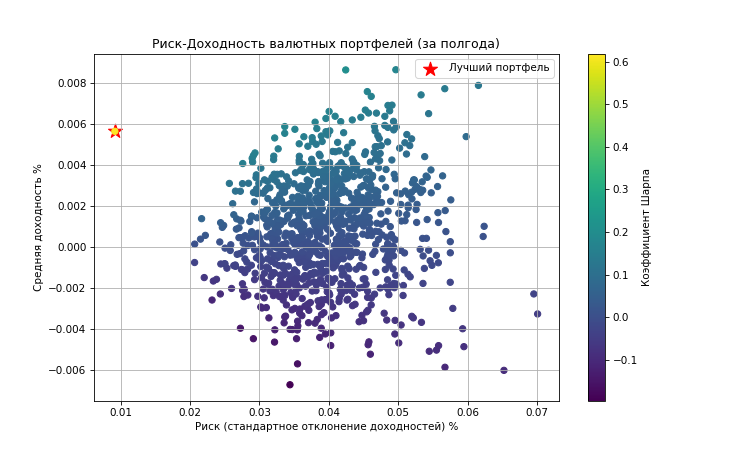 Риск-Доходность валютных портфелей (за полгода)
Лучший портфель
Средняя доходность %
0.008
0.006
0.004
0.002
0.000
−0.002
−0.004
−0.006
0.01 0.02 0.03 0.04 0.05 0.06 0.07
Риск (стандартное отклонение доходностей) %
0.6
0.5
0.4
0.3
0.2
0.1
0.0
−0.1
Коэффициент Шарпа